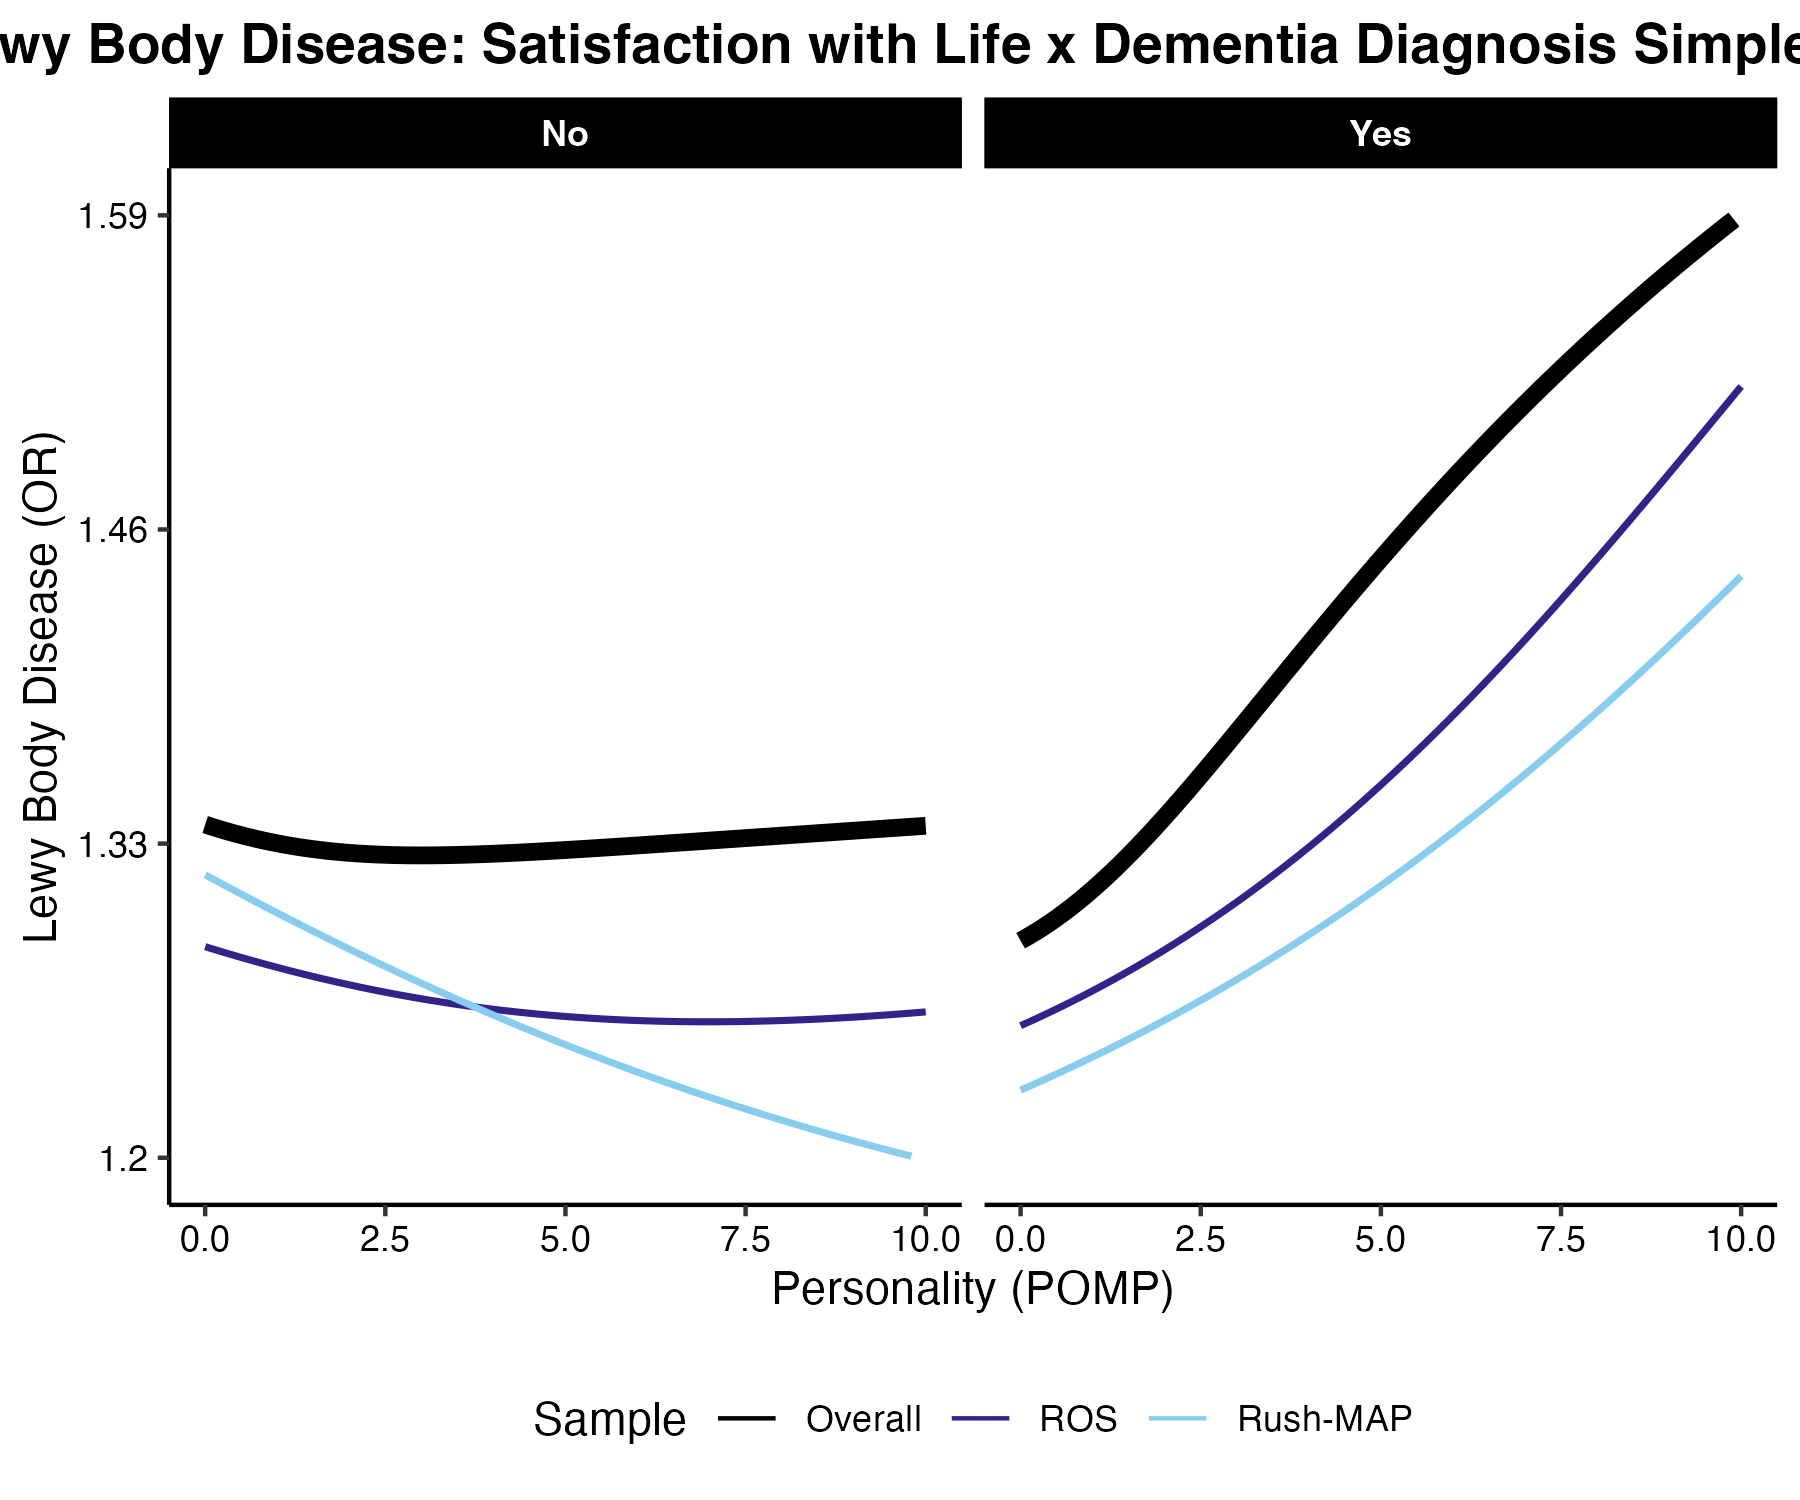 wy Body Disease: Satisfaction with Life x Dementia Diagnosis Simple
No Yes
Lewy Body Disease (OR)
1.59
1.46
1.33
1.2
0.0 2.5 5.0 7.5 10.0 0.0 2.5 5.0 7.5 10.0
Personality (POMP)
Sample Overall ROS Rush-MAP